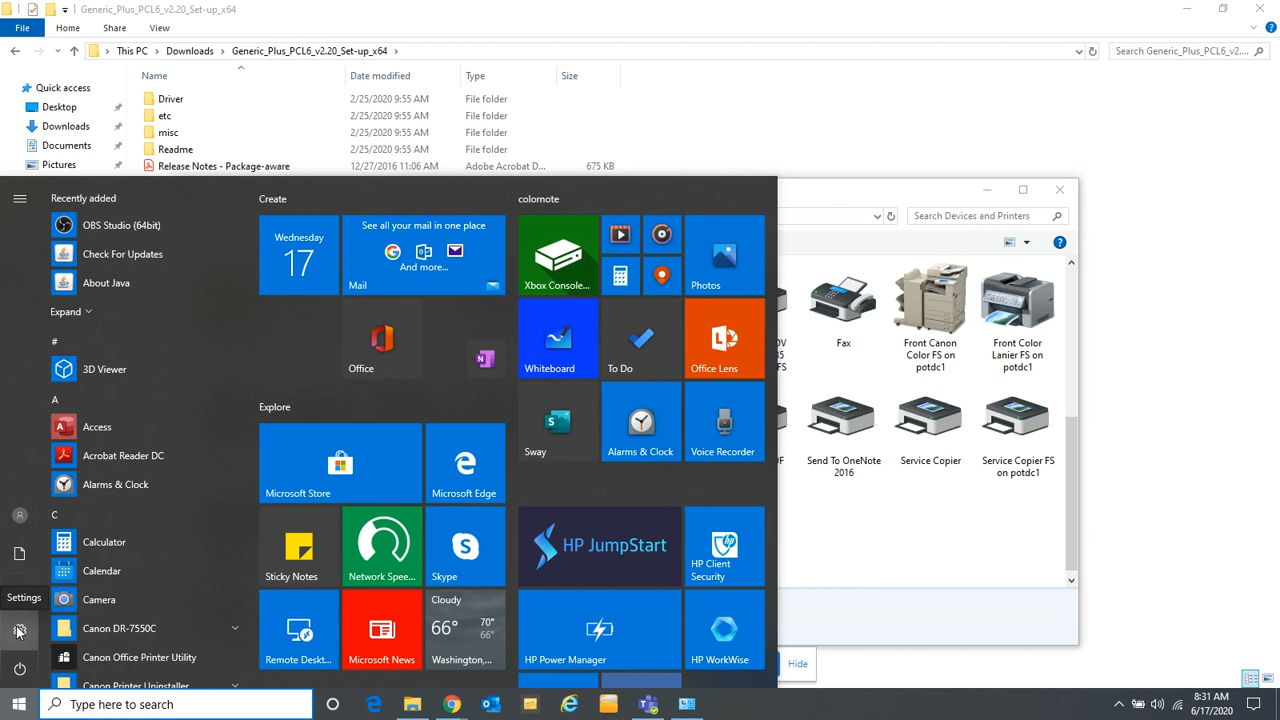 Generic_Plus_PCL6_v2.20_Set-up_x64
File Home Share View
This PC Downloads Generic_Plus_PCL6_v2.20_Set-up_x64
Search Generic_Plus_PCL6_v2....
Name Date modified Type Size
Quick access
Desktop
Downloads
Documents
Pictures
Driver 2/25/2020 9:55 AM File folder
etc 2/25/2020 9:55 AM File folder
misc 2/25/2020 9:55 AM File folder
Readme 2/25/2020 9:55 AM File folder
Release Notes - Package-aware 12/27/2016 11:06 AM Adobe Acrobat D... 675 KB
Recently added
OBS Studio (64bit)
Check For Updates
About Java
Expand
#
3D Viewer
A
Access
Acrobat Reader DC
Alarms & Clock
C
Calculator
Calendar
Camera
Canon DR-7550C
Canon Office Printer Utility
Canon Printer Uninstaller
Settings
Create
Wednesday
17
See all your mail in one place
And more...
Mail
Office
Explore
Microsoft Store
Microsoft Edge
Sticky Notes
Network Spee...
Skype
Remote Deskt...
Microsoft News
Cloudy
66° 70°
66°
Washington,...
colornote
Xbox Console...
Photos
Whiteboard
To Do
Office Lens
Sway
Alarms & Clock
Voice Recorder
HP JumpStart
HP Client
Security
HP Power Manager
HP WorkWise
Search Devices and Printers
Fax
Front Canon
Color FS on
potdc1
Front Color
Lanier FS on
potdc1
Send To OneNote
2016
Service Copier
Service Copier FS
on potdc1
Hide
Type here to search
8:31 AM
6/17/2020